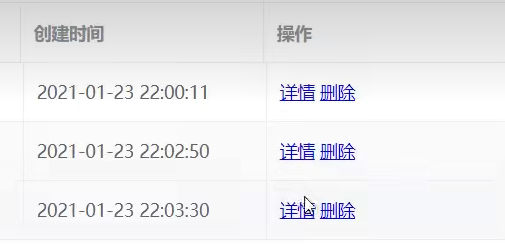 创建时间 操作
2021-01-23 22:00:11 详情 删除
2021-01-23 22:02:50 详情 删除
2021-01-23 22:03:30 详情 删除